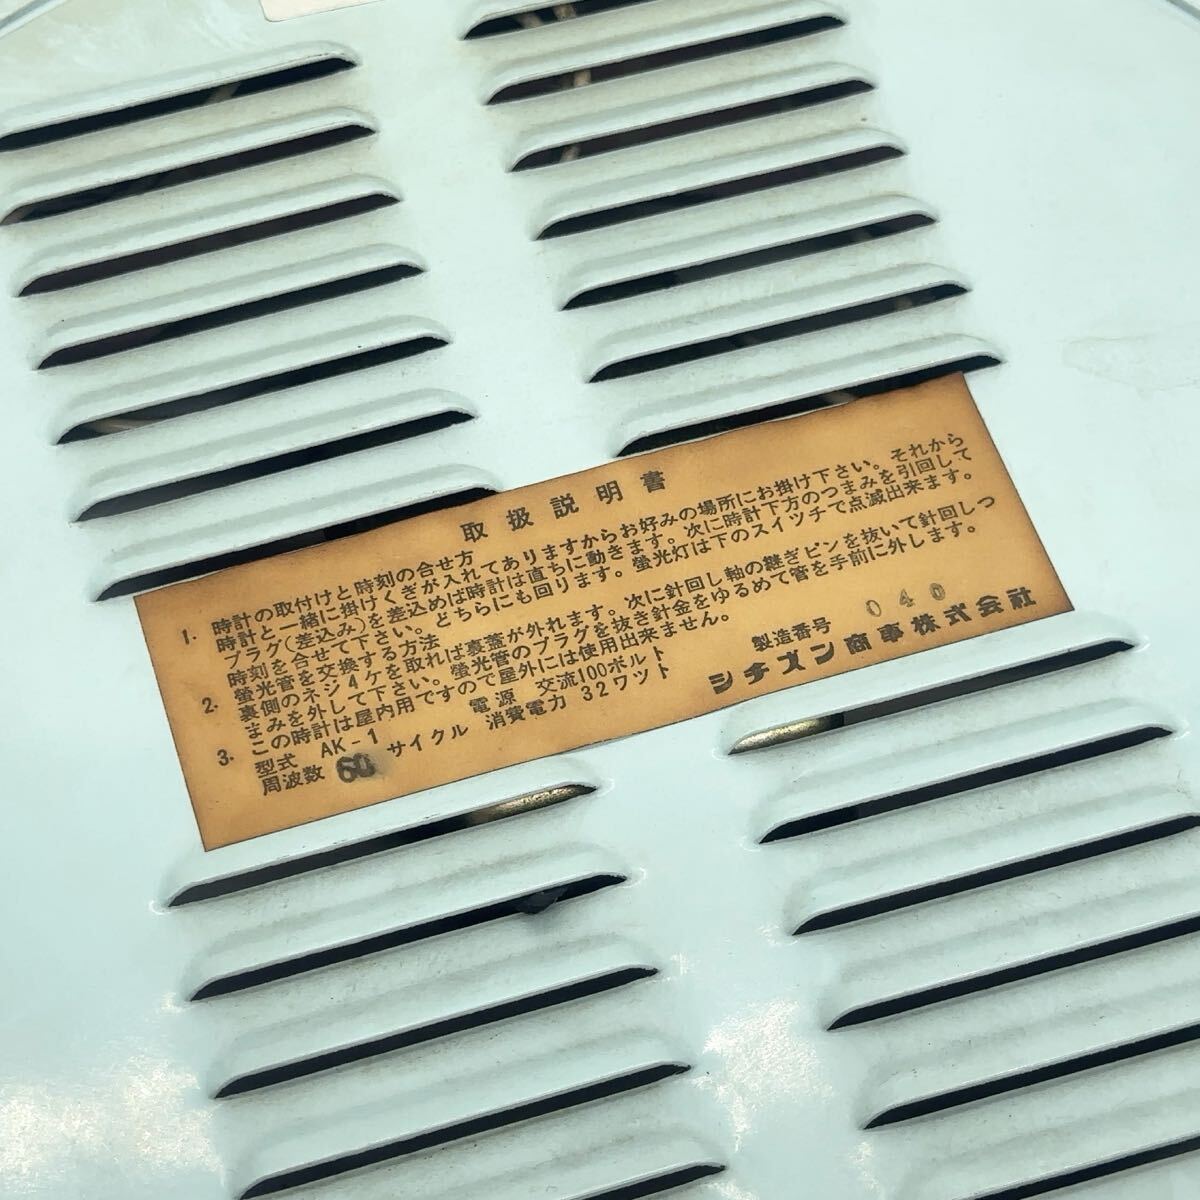 取扱説明書
1. 時計の取付けと時刻の合せ方
時計と一緒に掛けくぎが入れてありますからお好みの場所にお掛け下さい。それから
プラグ(差込み)を差込めば時計は直ちに動きます。次に時計下方のつまみを引回して
時刻を合せて下さい。どちらにも回ります。螢光灯は下のスイッチで点滅出来ます。
2. 螢光管を交換する方法
裏側のネジ4ケを取れば裏蓋が外れます。次に針回し軸の継ぎピンを抜いて針回しつ
まみを外して下さい。螢光管のプラグを抜き針金をゆるめて管を手前に外します。
3. この時計は屋内用ですので屋外には使用出来ません。
型式 AK-1 電源 交流100ボルト 製造番号 040
周波数 60 サイクル 消費電力 32ワット シチズン商事株式会社